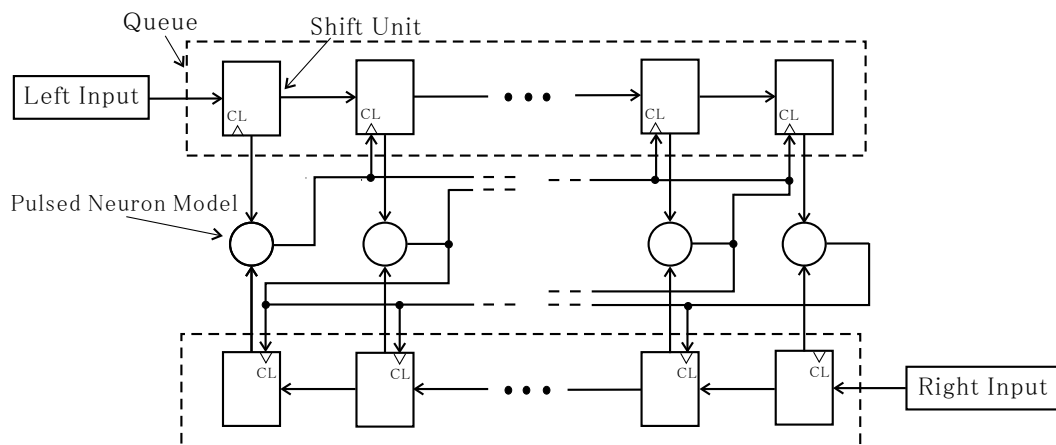 Queue
Shift Unit
Left Input
CL
CL
CL
CL
Pulsed Neuron Model
CL
CL
CL
CL
Right Input